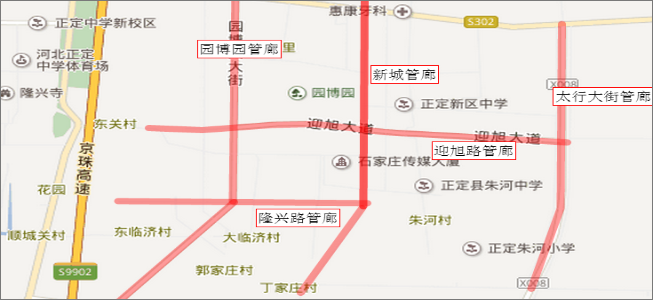 惠康牙科
正定中学新校区
园博园大街
S302
园博园管廊
里
河北正定
中学体育场
新城管廊
X008
隆兴寺
园博园
正定新区中学
太行大街管廊
东关村
迎旭大道
迎旭大道
京珠高速
迎旭路管廊
石家庄传媒大厦
花园
正定县朱河中学
隆兴路管廊
朱河村
顺城关村
东临济村
大临济村
正定朱河小学
郭家庄村
S9902
丁家庄村
X008